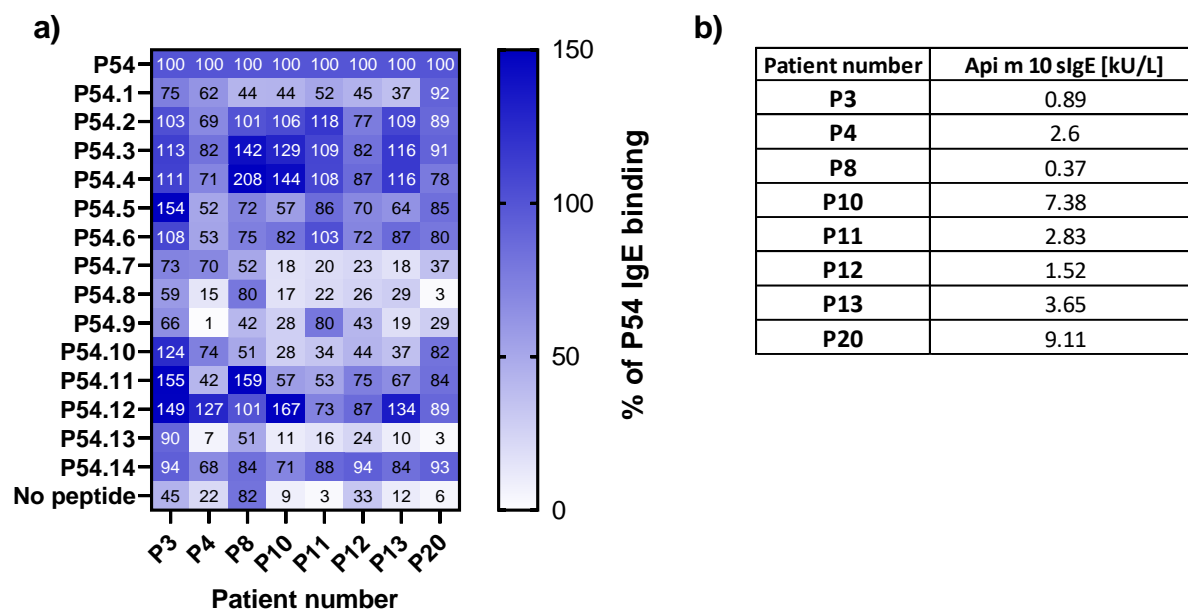 a)
P54 100 100 100 100 100 100 100 100
P54.1 75 62 44 44 52 45 37 92
P54.2 103 69 101 106 118 77 109 89
P54.3 113 82 142 129 109 82 116 91
P54.4 111 71 208 144 108 87 116 78
P54.5 154 52 72 57 86 70 64 85
P54.6 108 53 75 82 103 72 87 80
P54.7 73 70 52 18 20 23 18 37
P54.8 59 15 80 17 22 26 29 3
P54.9 66 1 42 28 80 43 19 29
P54.10 124 74 51 28 34 44 37 82
P54.11 155 42 159 57 53 75 67 84
P54.12 149 127 101 167 73 87 134 89
P54.13 90 7 51 11 16 24 10 3
P54.14 94 68 84 71 88 94 84 93
No peptide 45 22 82 9 3 33 12 6
P3 P4 P8 P10 P11 P12 P13 P20
Patient number
150
100
50
0
% of P54 IgE binding
b)
Patient number Api m 10 sIgE [kU/L]
P3 0.89
P4 2.6
P8 0.37
P10 7.38
P11 2.83
P12 1.52
P13 3.65
P20 9.11